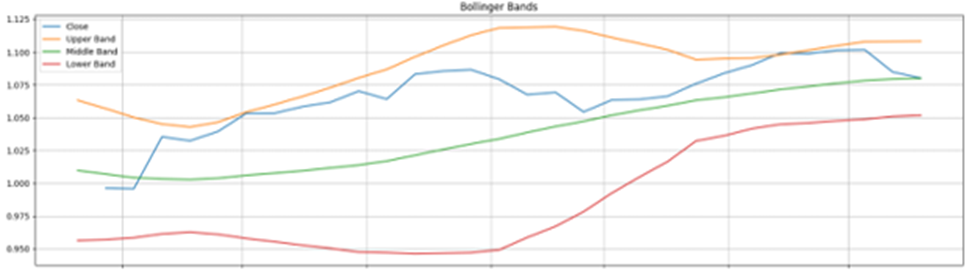 Bollinger Bands
1.125
1.100
1.075
1.050
1.025
1.000
0.975
0.950
Close
Upper Band
Middle Band
Lower Band